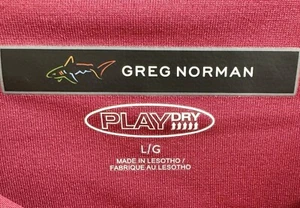 GREG NORMAN
PLAYDRY
L/G
MADE IN LESOTHO /
FABRIQUE AU LESOTHO